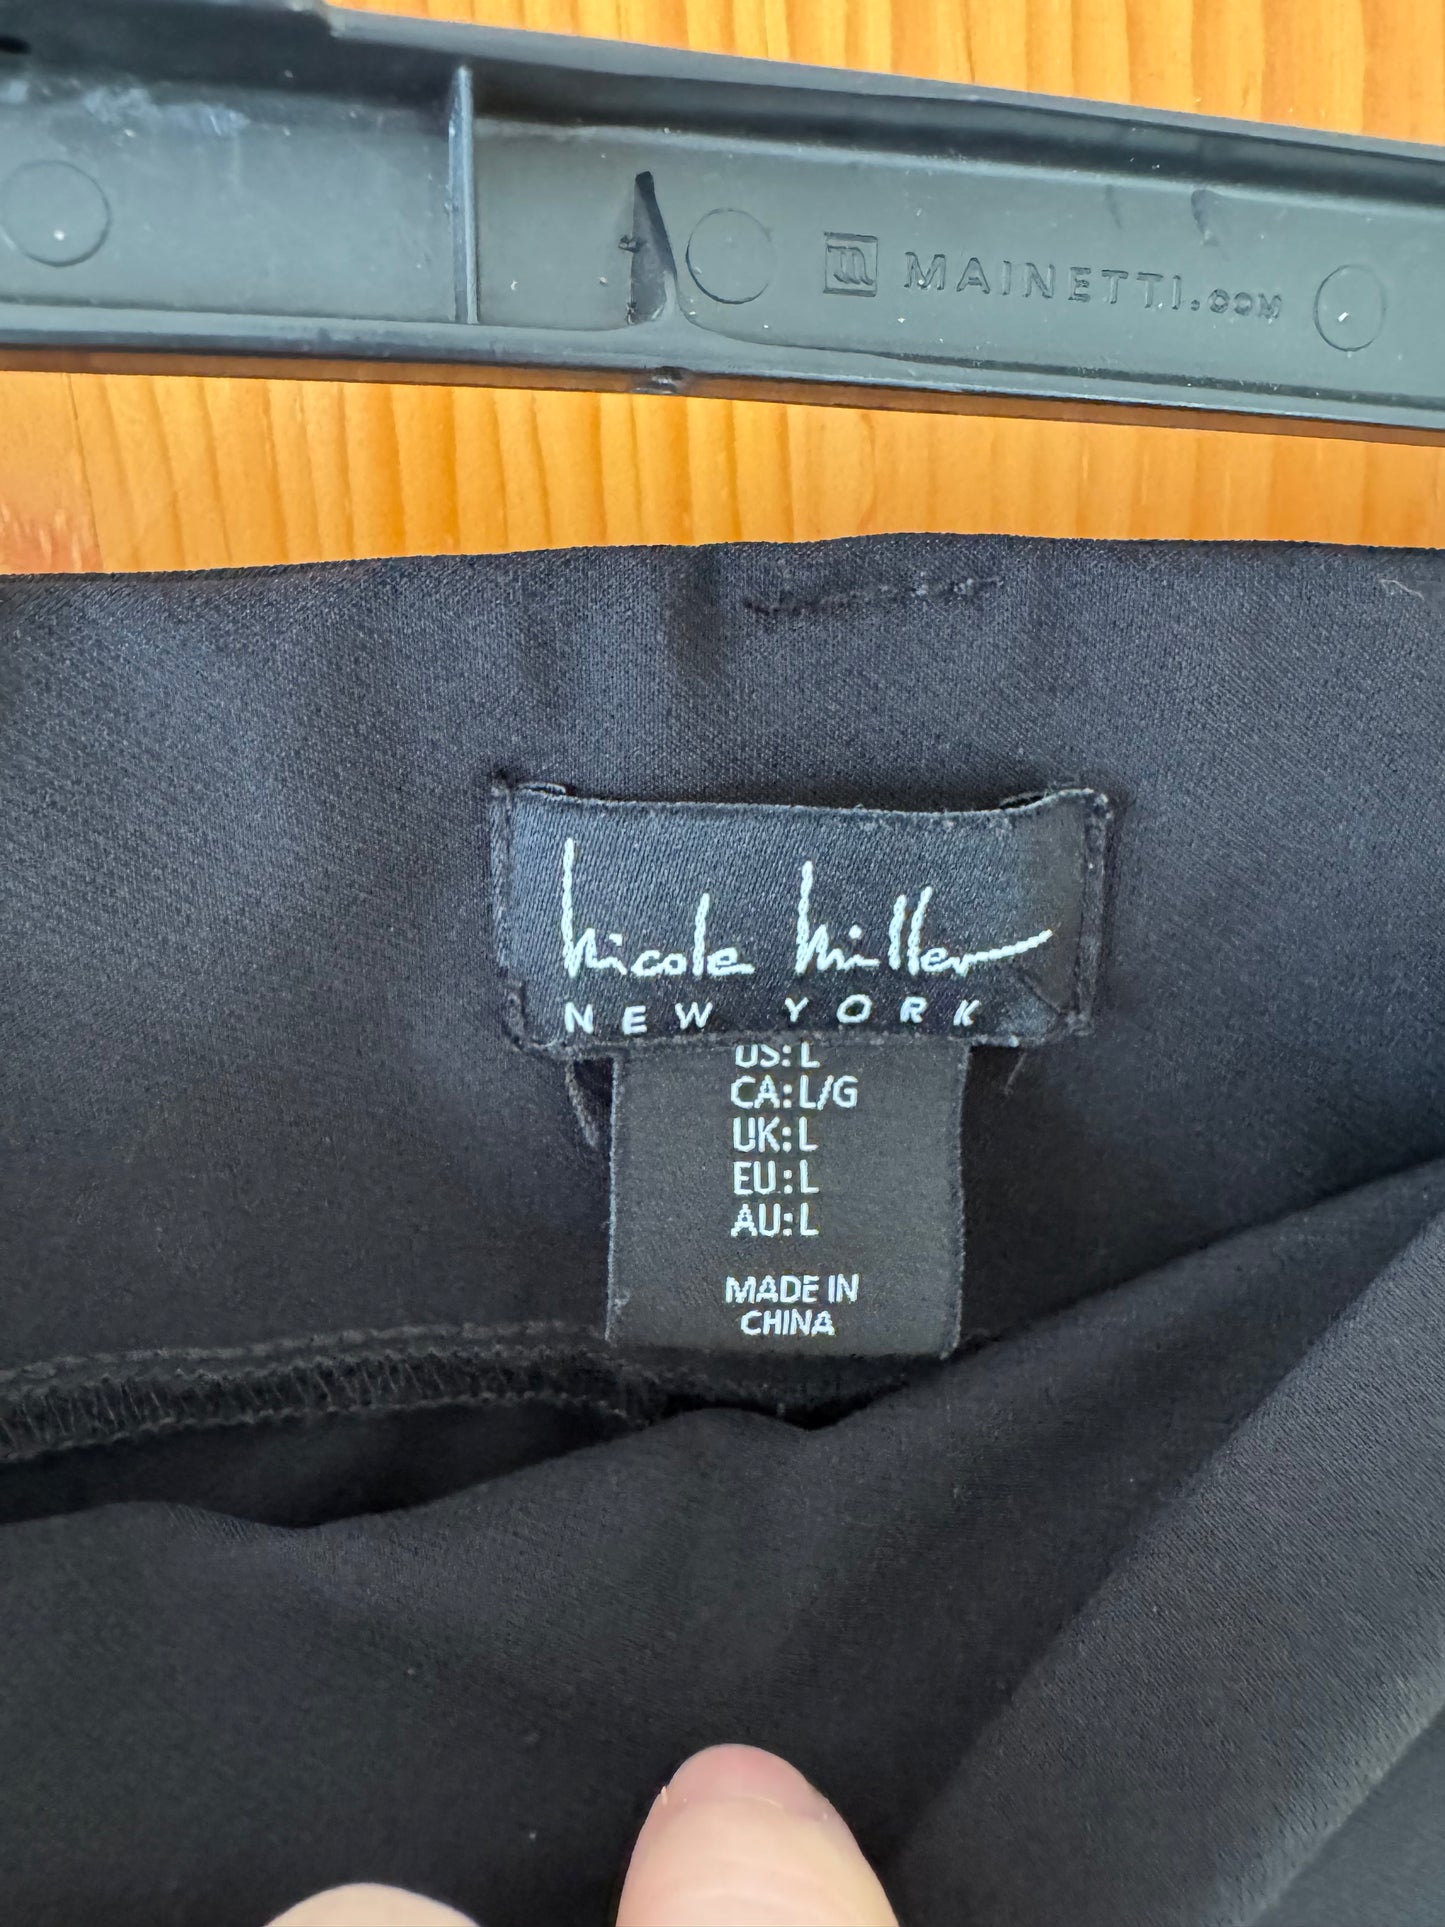 MAINETTI.COM
Nicole Miller
NEW YORK
US: L
CA: L/G
UK: L
EU: L
AU: L
MADE IN
CHINA